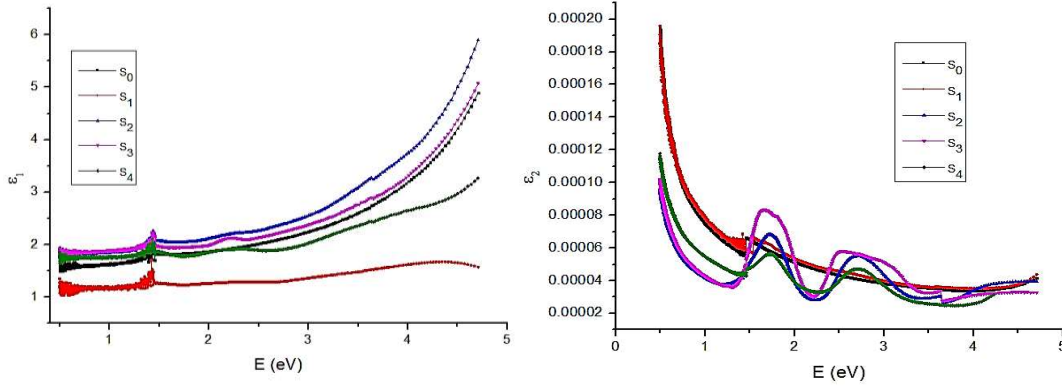 6
5
4
3
2
1
ε1
S0
S1
S2
S3
S4
1 2 3 4 5
E (eV)
0.00020
0.00018
0.00016
0.00014
0.00012
0.00010
0.00008
0.00006
0.00004
0.00002
ε2
S0
S1
S2
S3
S4
0 1 2 3 4 5
E (eV)